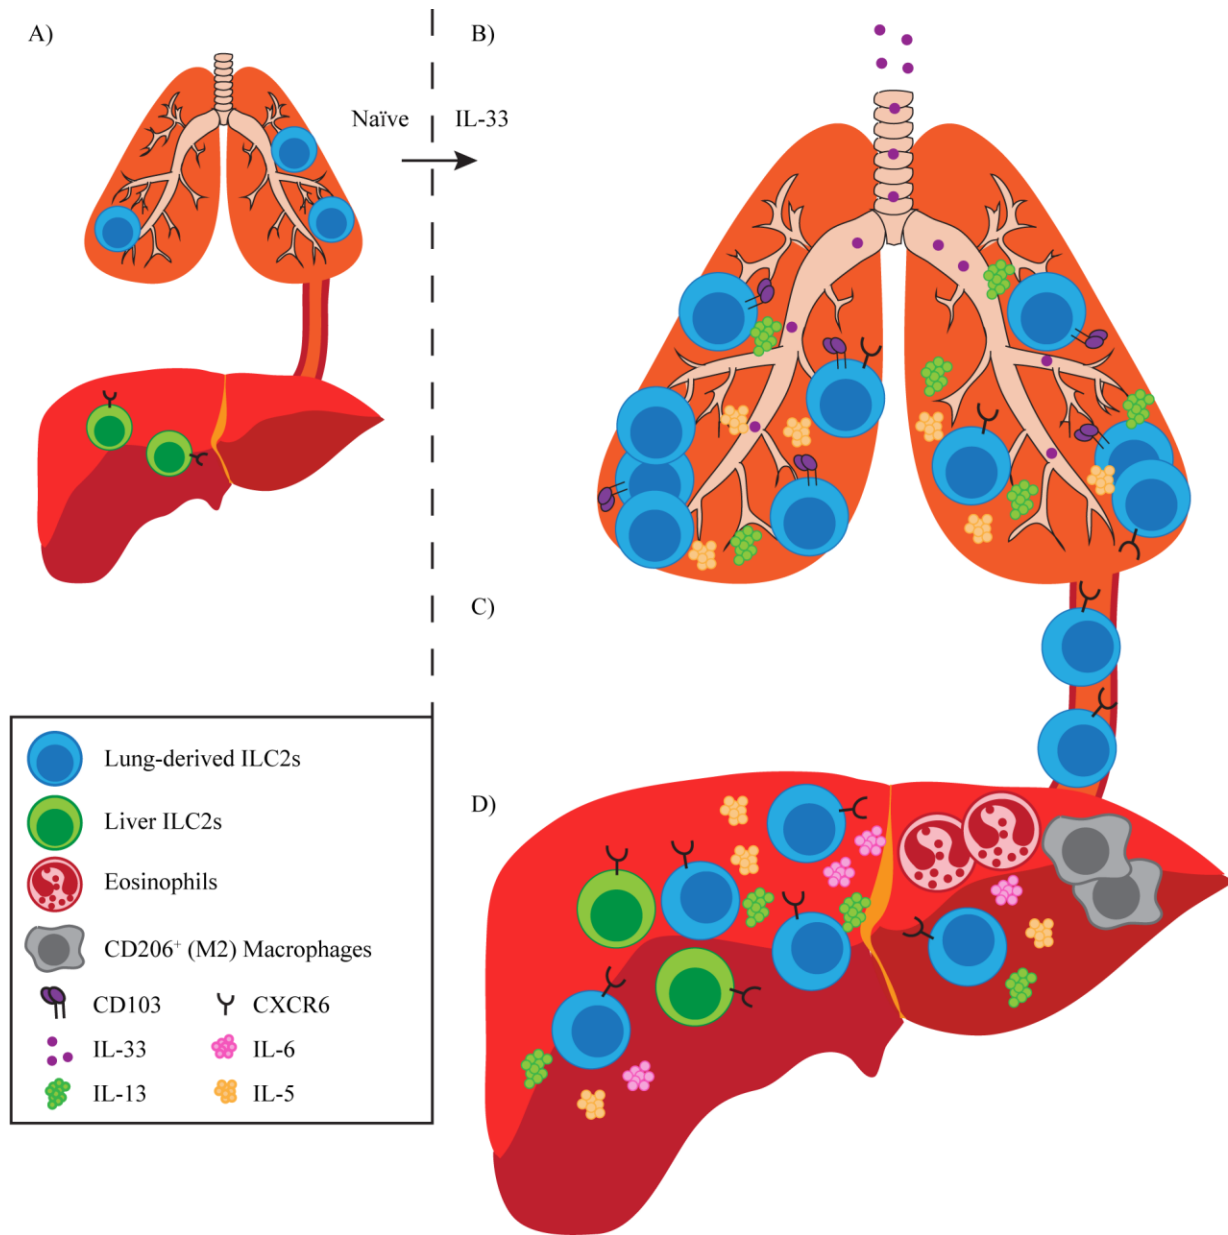 A)
B)
Naïve
IL-33
C)
D)
Lung-derived ILC2s
Liver ILC2s
Eosinophils
CD206⁺ (M2) Macrophages
CD103
CXCR6
IL-33
IL-6
IL-13
IL-5